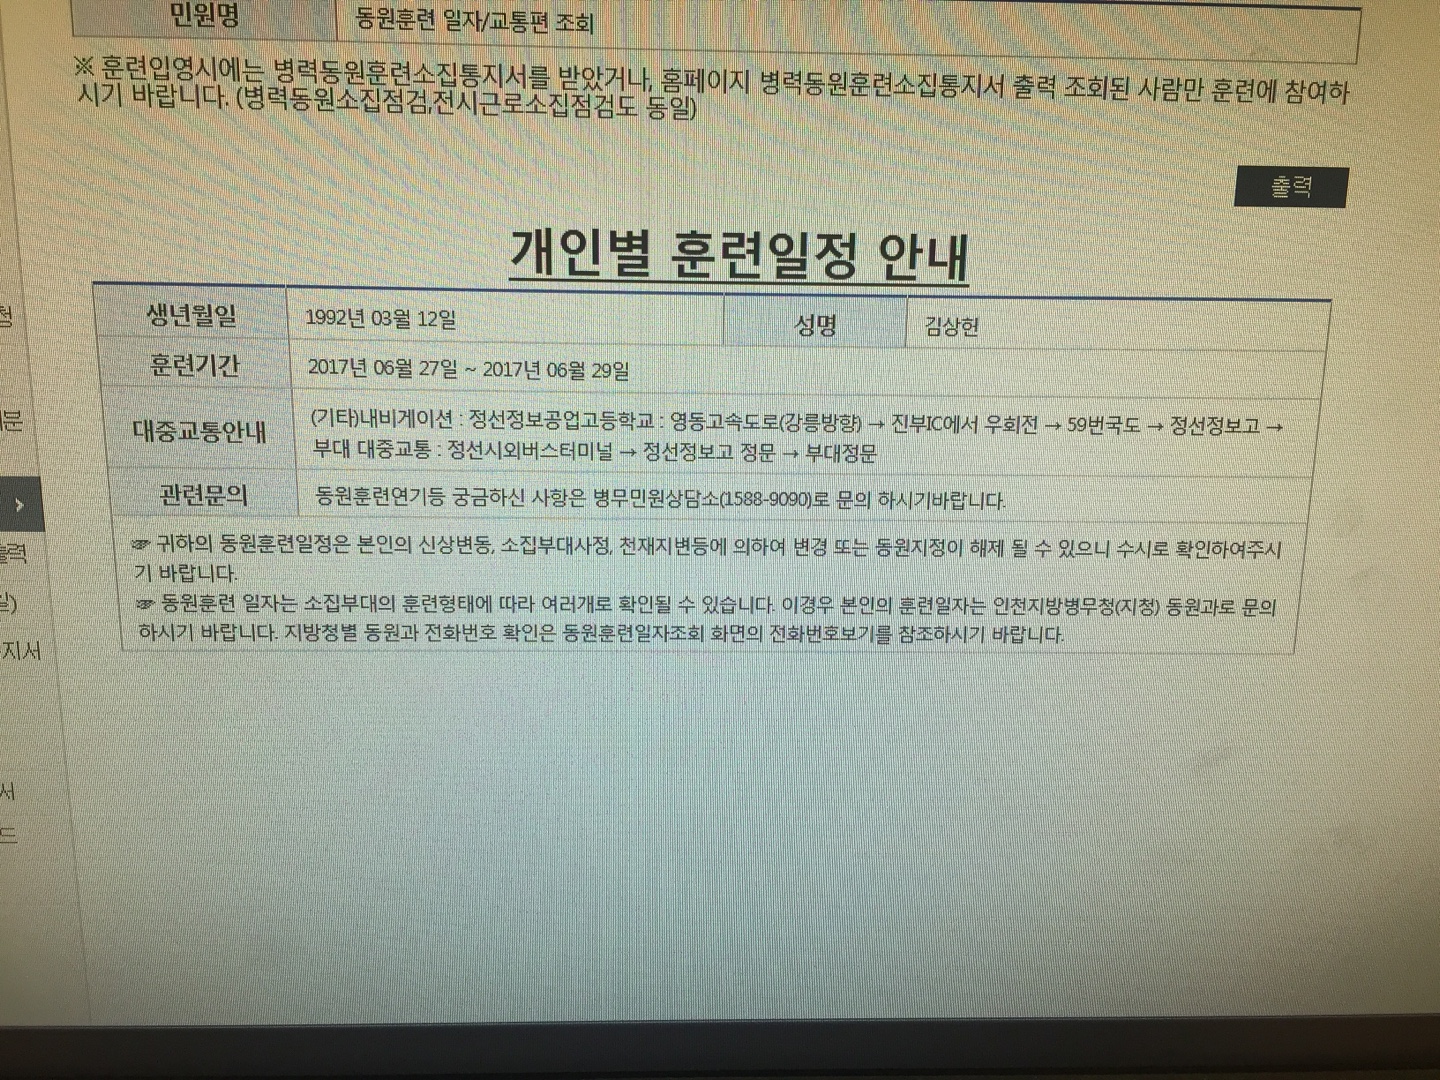 민원명 동원훈련 일자/교통편 조회
※ 훈련입영시에는 병력동원훈련소집통지서를 받았거나, 홈페이지 병력동원훈련소집통지서 출력 조회된 사람만 훈련에 참여하
시기 바랍니다. (병력동원소집점검,전시근로소집점검도 동일)
출력
개인별 훈련일정 안내
생년월일 1992년 03월 12일 성명 김상헌
훈련기간 2017년 06월 27일 ~ 2017년 06월 29일
대중교통안내
(기타)내비게이션 : 정선정보공업고등학교 : 영동고속도로(강릉방향) → 진부IC에서 우회전 → 59번국도 → 정선정보고 →
부대 대중교통 : 정선시외버스터미널 → 정선정보고 정문 → 부대정문
관련문의 동원훈련연기등 궁금하신 사항은 병무민원상담소(1588-9090)로 문의 하시기바랍니다.
☞ 귀하의 동원훈련일정은 본인의 신상변동, 소집부대사정, 천재지변등에 의하여 변경 또는 동원지정이 해제 될 수 있으니 수시로 확인하여주시
기 바랍니다.
☞ 동원훈련 일자는 소집부대의 훈련형태에 따라 여러개로 확인될 수 있습니다. 이경우 본인의 훈련일자는 인천지방병무청(지청) 동원과로 문의
하시기 바랍니다. 지방청별 동원과 전화번호 확인은 동원훈련일자조회 화면의 전화번호보기를 참조하시기 바랍니다.
지서
서
드